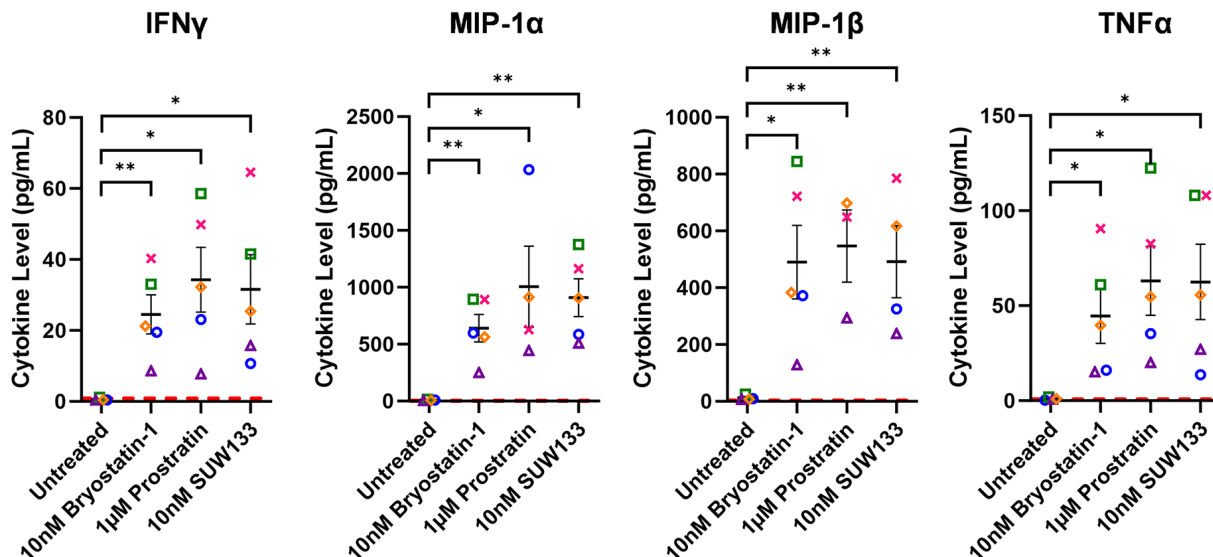 IFNγ
**
*
*
Cytokine Level (pg/mL)
80
60
40
20
0
Untreated
10nM Bryostatin-1
1µM Prostratin
10nM SUW133
MIP-1α
**
*
**
Cytokine Level (pg/mL)
2500
2000
1500
1000
500
0
Untreated
10nM Bryostatin-1
1µM Prostratin
10nM SUW133
MIP-1β
**
**
*
Cytokine Level (pg/mL)
1000
800
600
400
200
0
Untreated
10nM Bryostatin-1
1µM Prostratin
10nM SUW133
TNFα
*
*
*
Cytokine Level (pg/mL)
150
100
50
0
Untreated
10nM Bryostatin-1
1µM Prostratin
10nM SUW133